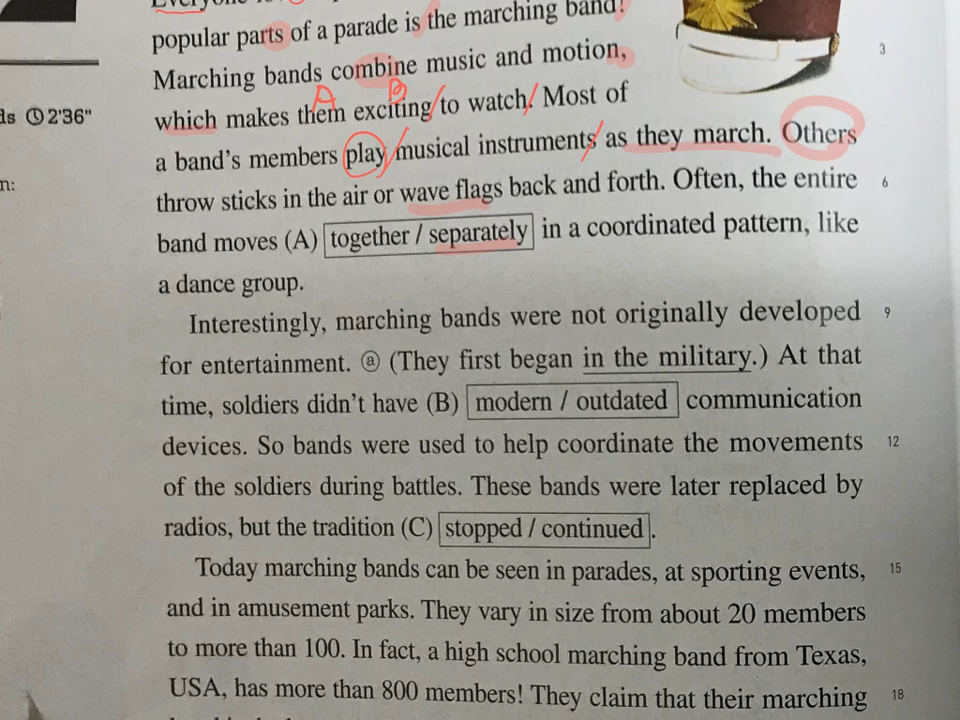 Everyone
popular parts of a parade is the marching band!
Marching bands combine music and motion,
3
A B
which makes them exciting to watch. Most of
2'36"
a band's members play musical instruments as they march. Others
n:
throw sticks in the air or wave flags back and forth. Often, the entire
6
band moves (A) together / separately in a coordinated pattern, like
a dance group.
Interestingly, marching bands were not originally developed
9
for entertainment. ⓐ (They first began in the military.) At that
time, soldiers didn't have (B) modern / outdated communication
devices. So bands were used to help coordinate the movements
12
of the soldiers during battles. These bands were later replaced by
radios, but the tradition (C) stopped / continued.
Today marching bands can be seen in parades, at sporting events,
15
and in amusement parks. They vary in size from about 20 members
to more than 100. In fact, a high school marching band from Texas,
USA, has more than 800 members! They claim that their marching
18